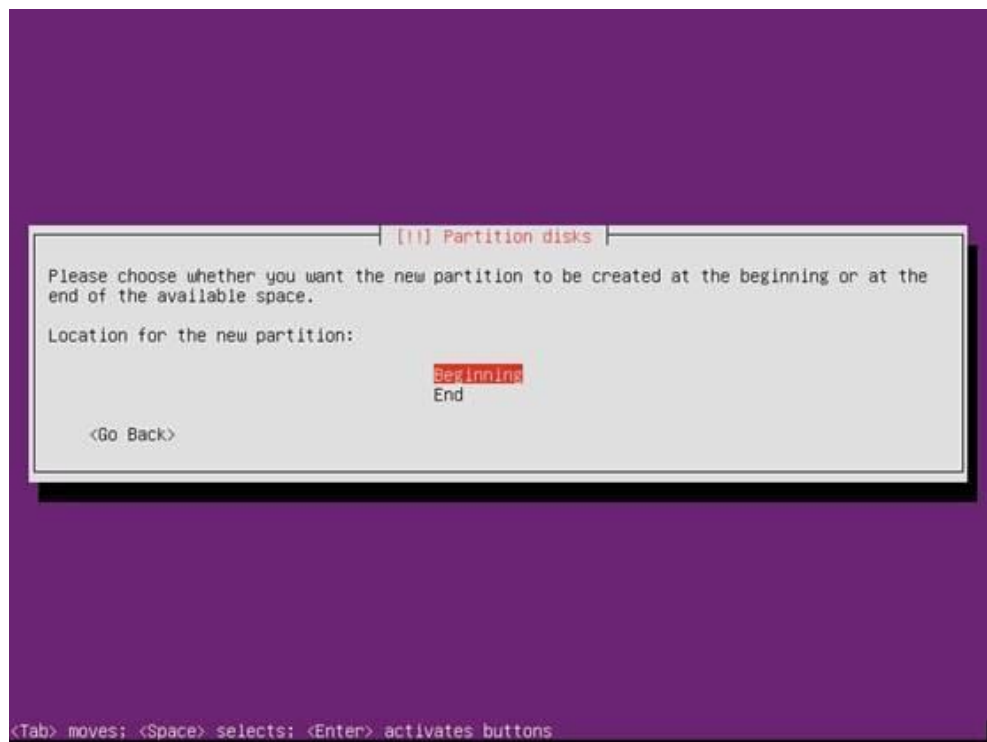 [!!] Partition disks
Please choose whether you want the new partition to be created at the beginning or at the
end of the available space.
Location for the new partition:
Beginning
End
<Go Back>
<Tab> moves; <Space> selects; <Enter> activates buttons